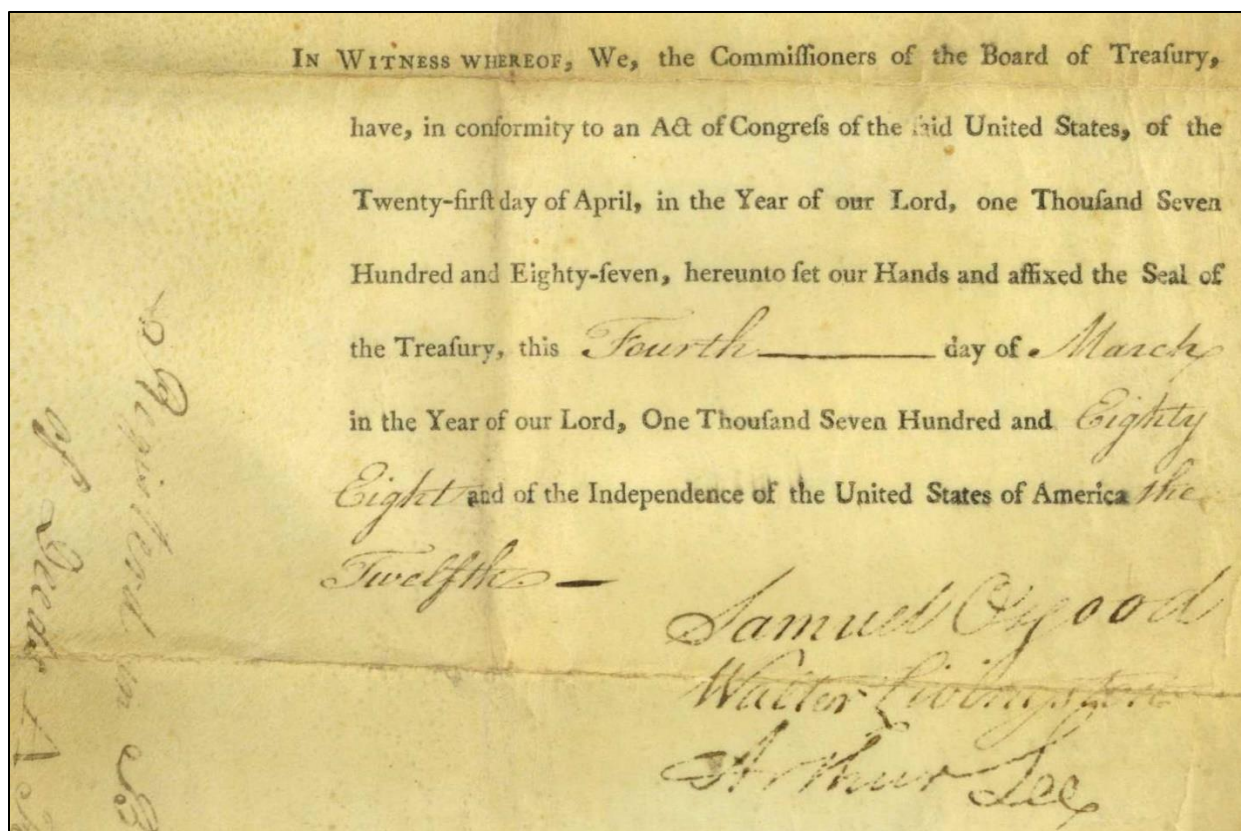 IN WITNESS WHEREOF, We, the Commiſſioners of the Board of Treaſury,
have, in conformity to an Act of Congreſs of the ſaid United States, of the
Twenty-firſt day of April, in the Year of our Lord, one Thouſand Seven
Hundred and Eighty-ſeven, hereunto ſet our Hands and affixed the Seal of
the Treaſury, this Fourth day of March
in the Year of our Lord, One Thouſand Seven Hundred and Eighty
Eight and of the Independence of the United States of America the
Twelfth
Samuel Osgood
Walter Livingston
Arthur Lee
in B
of Deeds A